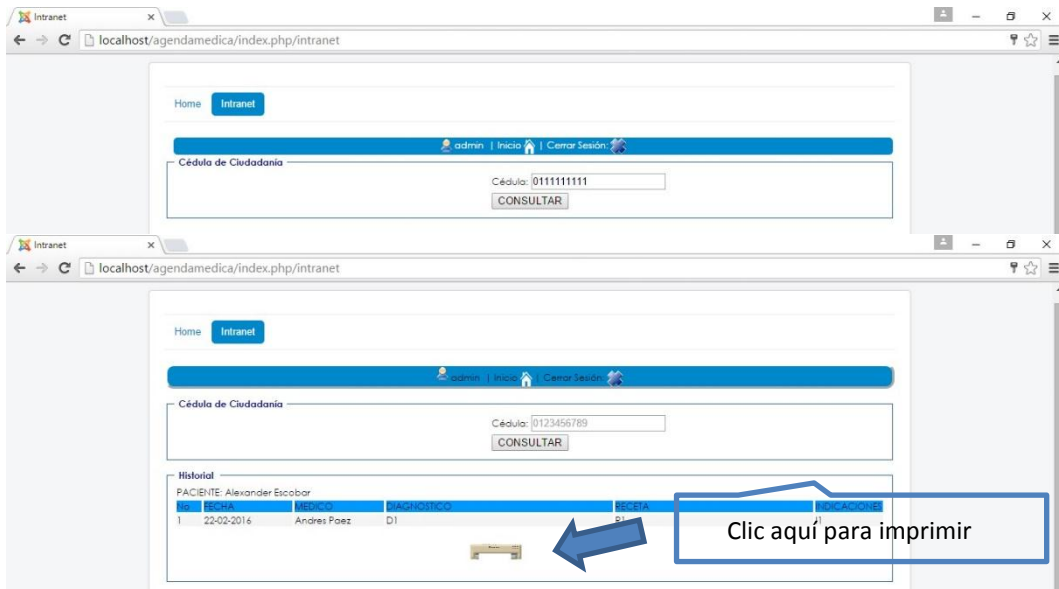 Intranet
localhost/agendamedica/index.php/intranet
Home Intranet
admin | Inicio | Cerrar Sesión:
Cédula de Ciudadanía
Cédula: 0111111111
CONSULTAR
Intranet
localhost/agendamedica/index.php/intranet
Home Intranet
admin | Inicio | Cerrar Sesión:
Cédula de Ciudadanía
Cédula: 0123456789
CONSULTAR
Historial
PACIENTE: Alexander Escobar
No FECHA MEDICO DIAGNOSTICO RECETA INDICACIONES
1 22-02-2016 Andres Paez D1
Clic aquí para imprimir